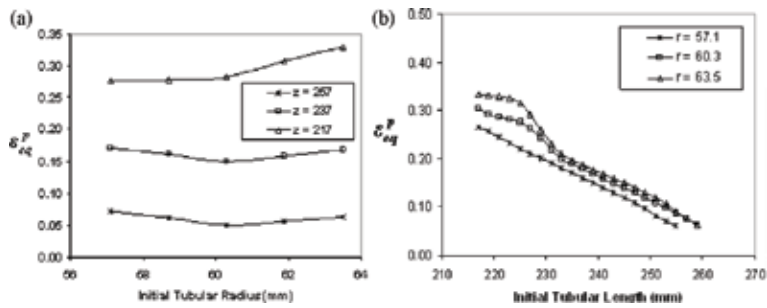 (a)
0.35
0.30
0.25
0.20
0.15
0.10
0.05
0.00
z = 257
z = 237
z = 217
56 58 60 62 64
Initial Tubular Radius (mm)
(b)
0.50
0.40
0.30
0.20
0.10
0.00
r = 57.1
r = 60.3
r = 63.5
210 220 230 240 250 260 270
Initial Tubular Length (mm)